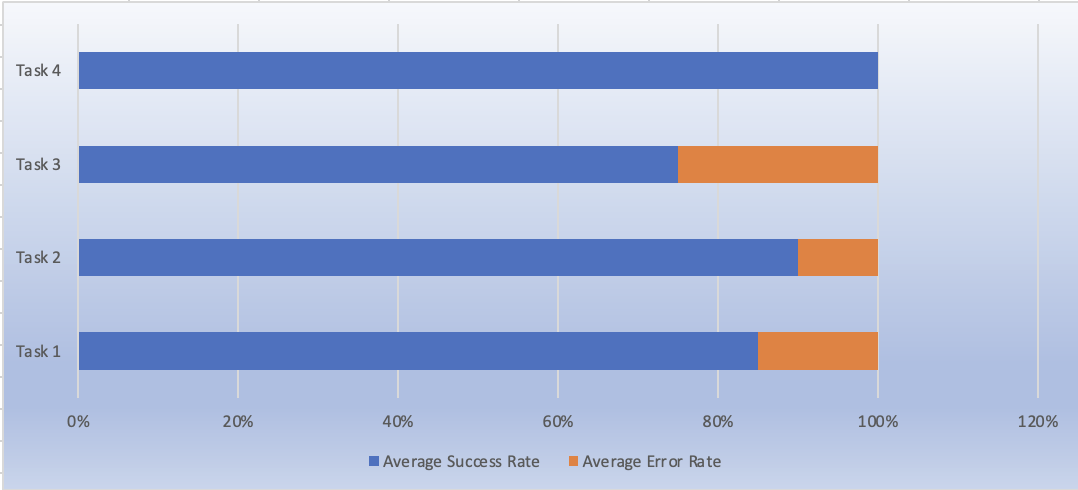 Task 4
Task 3
Task 2
Task 1
0% 20% 40% 60% 80% 100% 120%
Average Success Rate Average Error Rate